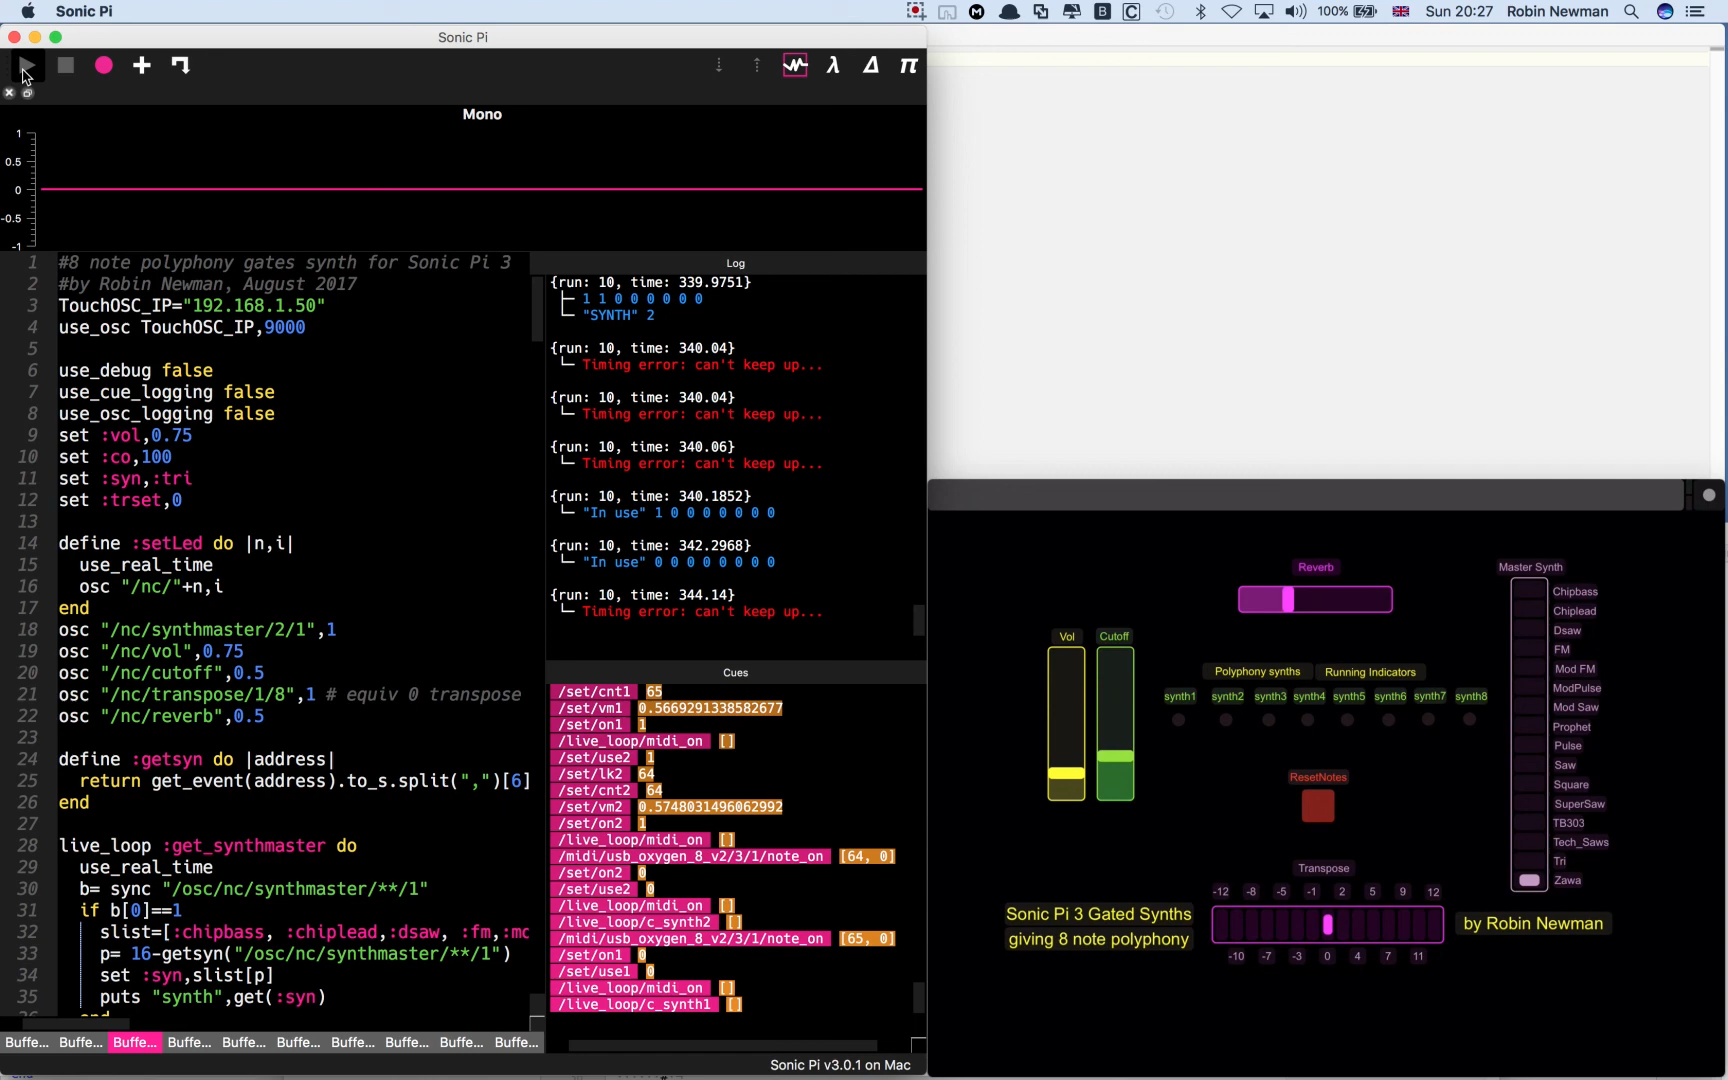 Sonic Pi
100%
Sun 20:27
Robin Newman
Sonic Pi
Mono
1
0.5
0
-0.5
-1
1 #8 note polyphony gates synth for Sonic Pi 3
2 #by Robin Newman, August 2017
3 TouchOSC_IP="192.168.1.50"
4 use_osc TouchOSC_IP,9000
5
6 use_debug false
7 use_cue_logging false
8 use_osc_logging false
9 set :vol,0.75
10 set :co,100
11 set :syn,:tri
12 set :trset,0
13
14 define :setLed do |n,i|
15 use_real_time
16 osc "/nc/"+n,i
17 end
18 osc "/nc/synthmaster/2/1",1
19 osc "/nc/vol",0.75
20 osc "/nc/cutoff",0.5
21 osc "/nc/transpose/1/8",1 # equiv 0 transpose
22 osc "/nc/reverb",0.5
23
24 define :getsyn do |address|
25 return get_event(address).to_s.split(",")[6]
26 end
27
28 live_loop :get_synthmaster do
29 use_real_time
30 b= sync "/osc/nc/synthmaster/**/1"
31 if b[0]==1
32 slist=[:chipbass, :chiplead,:dsaw, :fm,:mo
33 p= 16-getsyn("/osc/nc/synthmaster/**/1")
34 set :syn,slist[p]
35 puts "synth",get(:syn)
Buffe... Buffe... Buffe... Buffe... Buffe... Buffe... Buffe... Buffe... Buffe... Buffe...
Log
{run: 10, time: 339.9751}
1 1 0 0 0 0 0 0
"SYNTH" 2
{run: 10, time: 340.04}
Timing error: can't keep up...
{run: 10, time: 340.04}
Timing error: can't keep up...
{run: 10, time: 340.06}
Timing error: can't keep up...
{run: 10, time: 340.1852}
"In use" 1 0 0 0 0 0 0 0
{run: 10, time: 342.2968}
"In use" 0 0 0 0 0 0 0 0
{run: 10, time: 344.14}
Timing error: can't keep up...
Cues
/set/cnt1 65
/set/vm1 0.5669291338582677
/set/on1 1
/live_loop/midi_on []
/set/use2 1
/set/lk2 64
/set/cnt2 64
/set/vm2 0.5748031496062992
/set/on2 1
/live_loop/midi_on []
/midi/usb_oxygen_8_v2/3/1/note_on [64, 0]
/set/on2 0
/set/use2 0
/live_loop/midi_on []
/live_loop/c_synth2 []
/midi/usb_oxygen_8_v2/3/1/note_on [65, 0]
/set/on1 0
/set/use1 0
/live_loop/midi_on []
/live_loop/c_synth1 []
Sonic Pi v3.0.1 on Mac
Reverb
Master Synth
Chipbass
Chiplead
Dsaw
FM
Mod FM
ModPulse
Mod Saw
Prophet
Pulse
Saw
Square
SuperSaw
TB303
Tech_Saws
Tri
Zawa
Vol
Cutoff
Polyphony synths
Running Indicators
synth1 synth2 synth3 synth4 synth5 synth6 synth7 synth8
ResetNotes
Transpose
-12 -8 -5 -1 2 5 9 12
-10 -7 -3 0 4 7 11
Sonic Pi 3 Gated Synths
giving 8 note polyphony
by Robin Newman